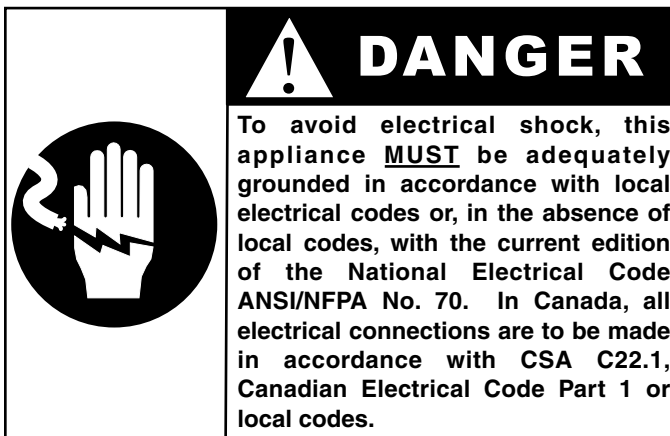 DANGER
To avoid electrical shock, this
appliance MUST be adequately
grounded in accordance with local
electrical codes or, in the absence of
local codes, with the current edition
of the National Electrical Code
ANSI/NFPA No. 70. In Canada, all
electrical connections are to be made
in accordance with CSA C22.1,
Canadian Electrical Code Part 1 or
local codes.